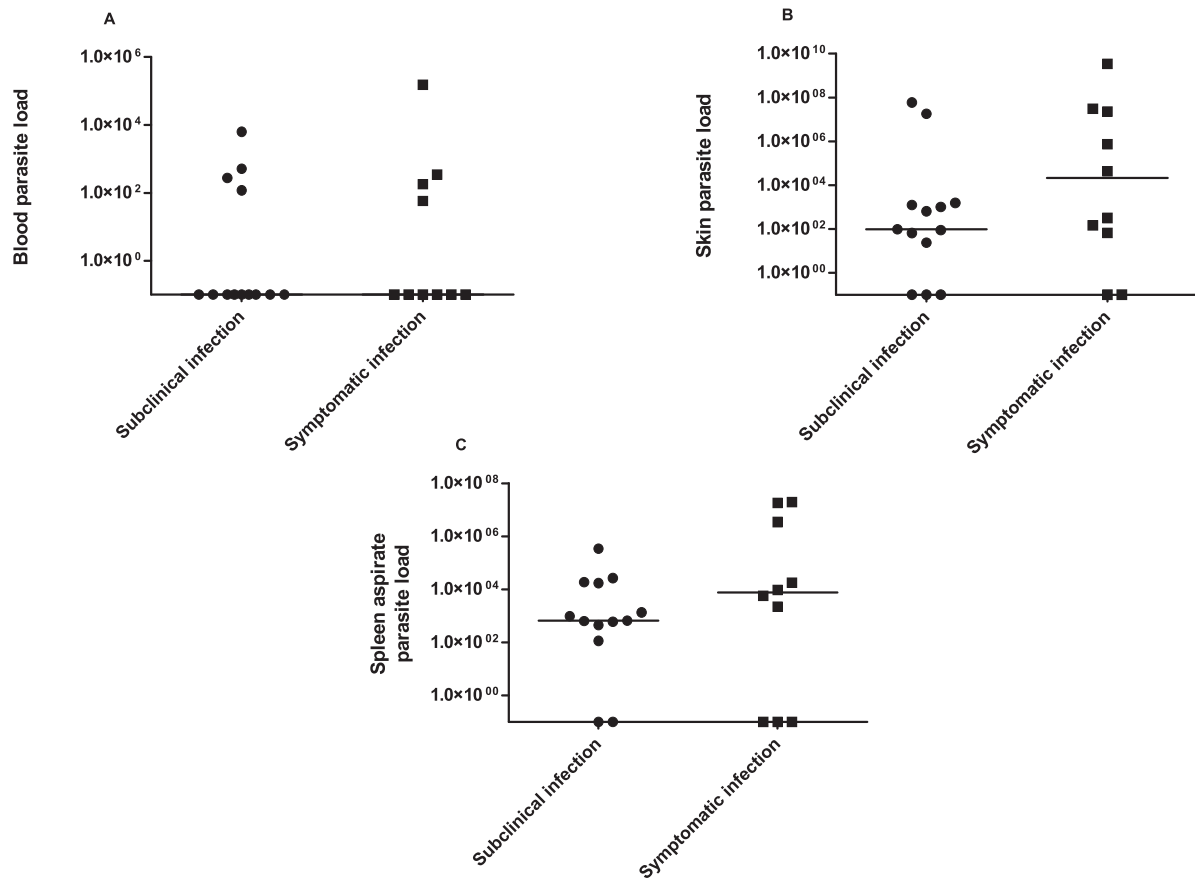 A
Blood parasite load
1.0×10 6
1.0×10 4
1.0×10 2
1.0×10 0
Subclinical infection
Symptomatic infection
B
Skin parasite load
1.0×10 10
1.0×10 08
1.0×10 06
1.0×10 04
1.0×10 02
1.0×10 00
Subclinical infection
Symptomatic infection
C
Spleen aspirate
parasite load
1.0×10 08
1.0×10 06
1.0×10 04
1.0×10 02
1.0×10 00
Subclinical infection
Symptomatic infection